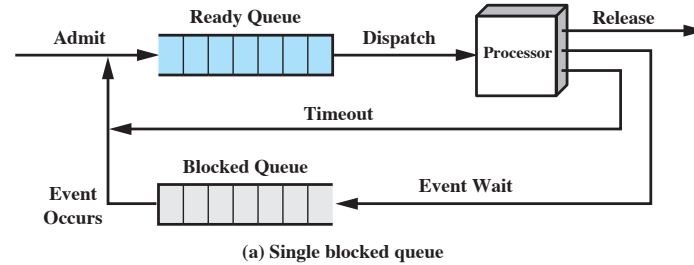 Ready Queue
Admit
Dispatch
Processor
Release
Timeout
Blocked Queue
Event
Occurs
Event Wait
(a) Single blocked queue